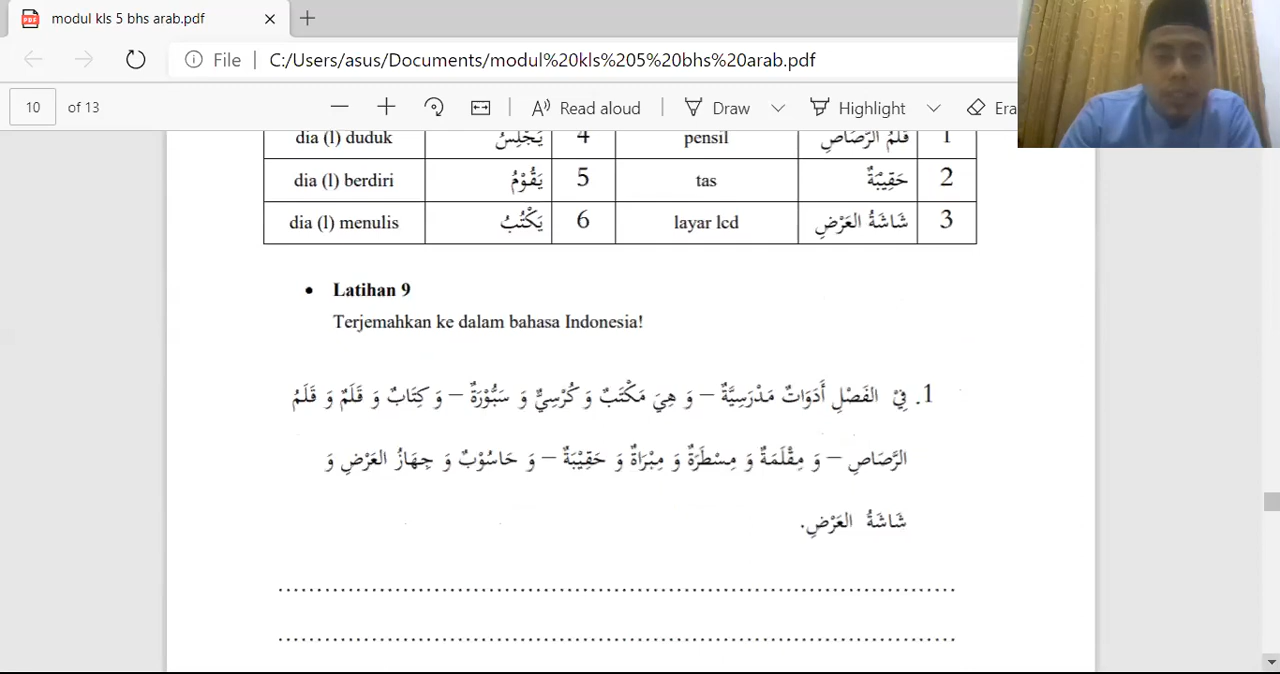 modul kls 5 bhs arab.pdf
File | C:/Users/asus/Documents/modul%20kls%205%20bhs%20arab.pdf
10 of 13 Read aloud Draw Highlight Era
dia (l) duduk يَجْلِسُ 4 pensil قَلَمُ الرَّصَاصِ 1
dia (l) berdiri يَقُوْمُ 5 tas حَقِيْبَةٌ 2
dia (l) menulis يَكْتُبُ 6 layar lcd شَاشَةُ العَرْضِ 3
• Latihan 9
Terjemahkan ke dalam bahasa Indonesia!
1. فِيْ الفَصْلِ أَدَوَاتٌ مَدْرَسِيَّةٌ – وَ هِيَ مَكْتَبٌ وَ كُرْسِيٌّ وَ سَبُّوْرَةٌ – وَ كِتَابٌ وَ قَلَمٌ وَ قَلَمُ
الرَّصَاصِ – وَ مِقْلَمَةٌ وَ مِسْطَرَةٌ وَ مِبْرَاةٌ وَ حَقِيْبَةٌ – وَ حَاسُوْبٌ وَ جِهَازُ العَرْضِ وَ
شَاشَةُ العَرْضِ.